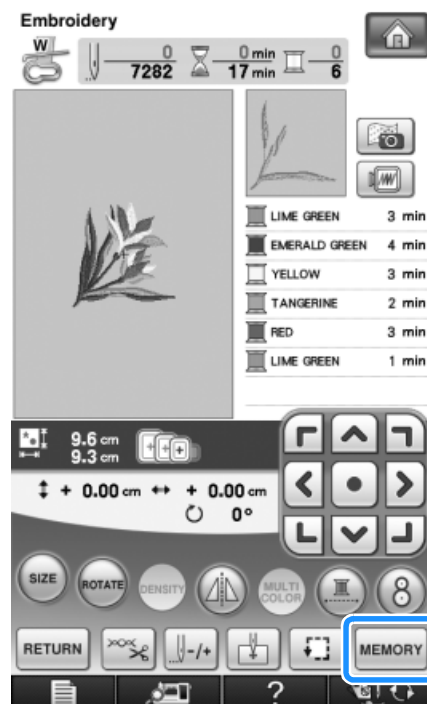 Embroidery
W
0 0 min 0
7282 17 min 6
LIME GREEN 3 min
EMERALD GREEN 4 min
YELLOW 3 min
TANGERINE 2 min
RED 3 min
LIME GREEN 1 min
9.6 cm
9.3 cm
+ 0.00 cm + 0.00 cm
0°
SIZE ROTATE DENSITY MULTI COLOR 8
RETURN -/+ MEMORY
?